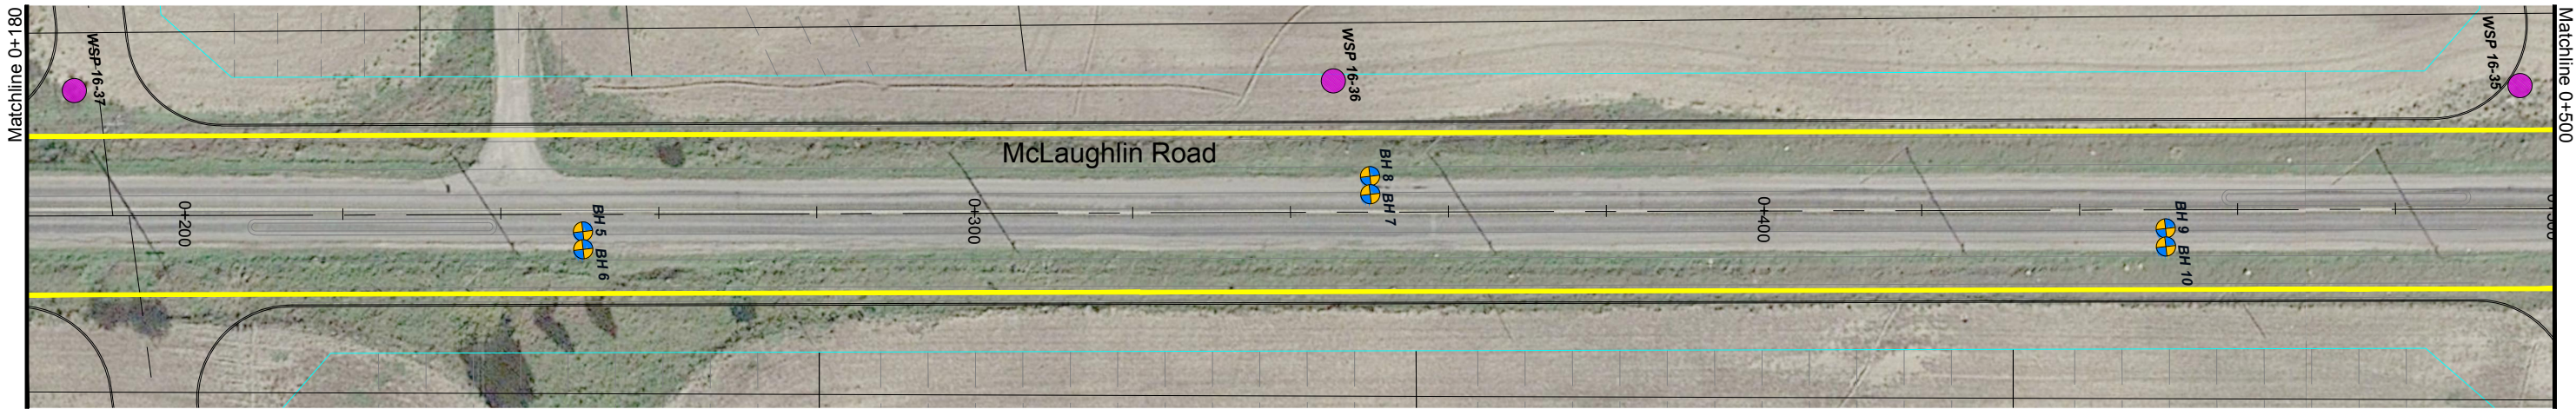 Matchline 0+180
WSP 16-37
WSP 16-36
WSP 16-35
Matchline 0+500
McLaughlin Road
BH 8
BH 7
0+200
BH 5
BH 6
0+300
0+400
BH 9
BH 10